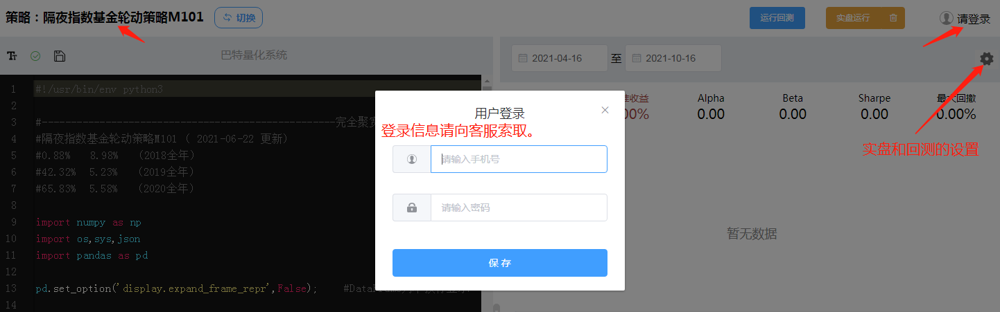 策略：隔夜指数基金轮动策略M101 切换 运行回测 实盘运行 请登录
巴特量化系统 2021-04-16 至 2021-10-16
1 #!/usr/bin/env python3
2
3 #--------------------------------------------------完全聚
4 #隔夜指数基金轮动策略M101 ( 2021-06-22 更新)
5 #0.88% 8.98% (2018全年)
6 #42.32% 5.23% (2019全年)
7 #65.83% 5.58% (2020全年)
8
9 import numpy as np
10 import os,sys,json
11 import pandas as pd
12
13 pd.set_option('display.expand_frame_repr',False);
14
用户登录
登录信息请向客服索取。
请输入手机号
请输入密码
保 存
收益 Alpha Beta Sharpe 最大回撤
00% 0.00 0.00 0.00 0.00%
实盘和回测的设置
暂无数据